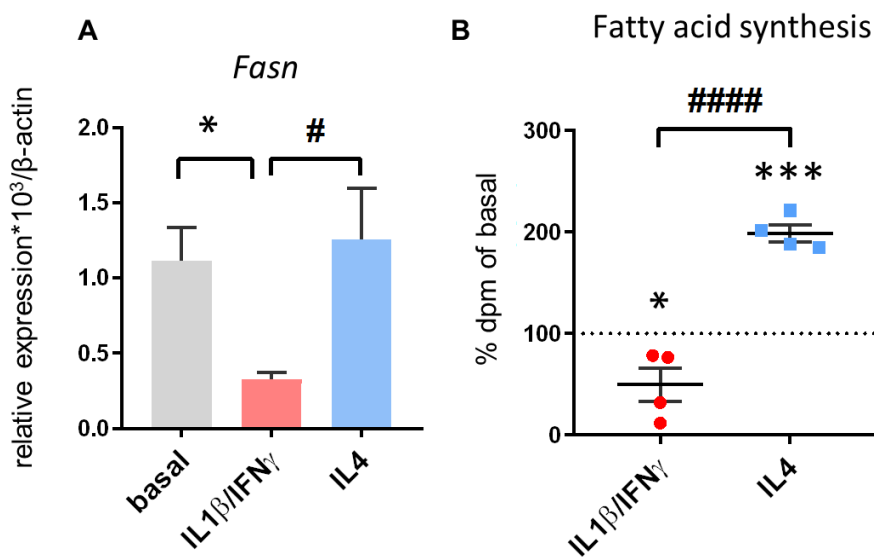 A
Fasn
relative expression*10³/β-actin
2.0
1.5
1.0
0.5
0.0
*
#
basal
IL1β/IFNγ
IL4
B
Fatty acid synthesis
% dpm of basal
300
200
100
0
####
***
*
IL1β/IFNγ
IL4